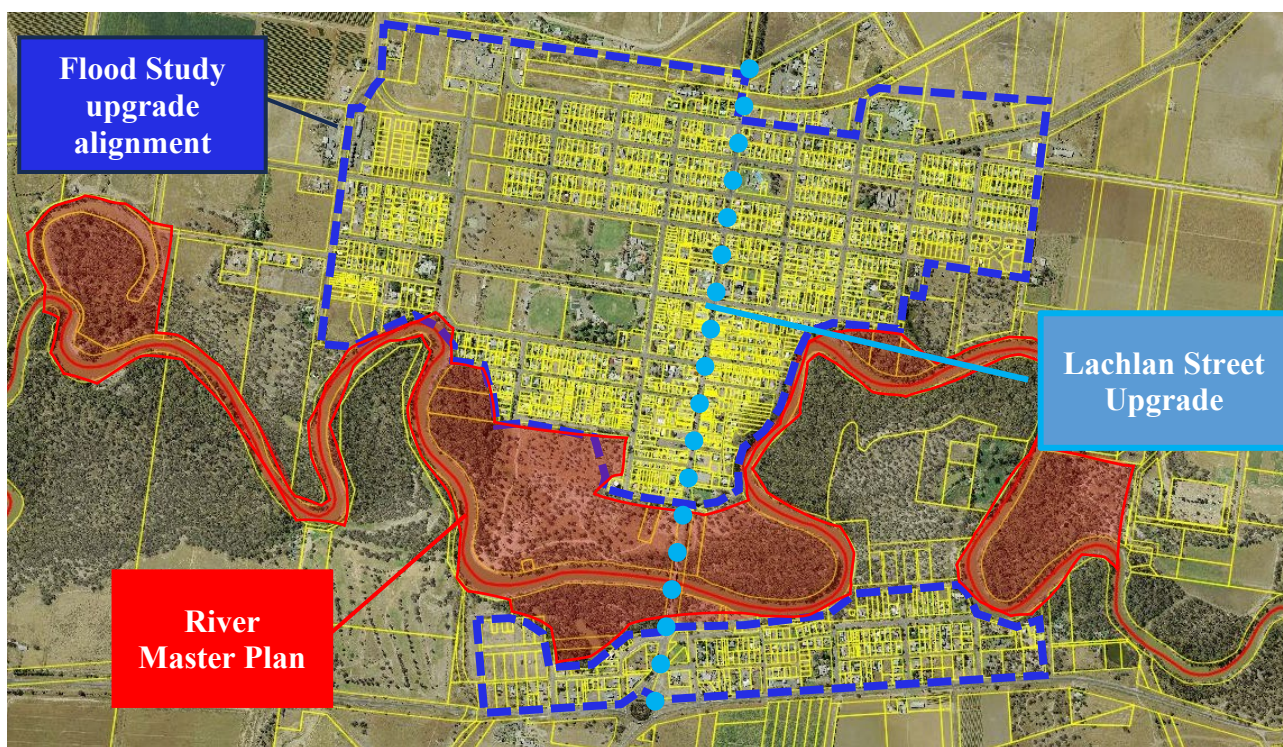 Flood Study
upgrade
alignment
Lachlan Street
Upgrade
River
Master Plan